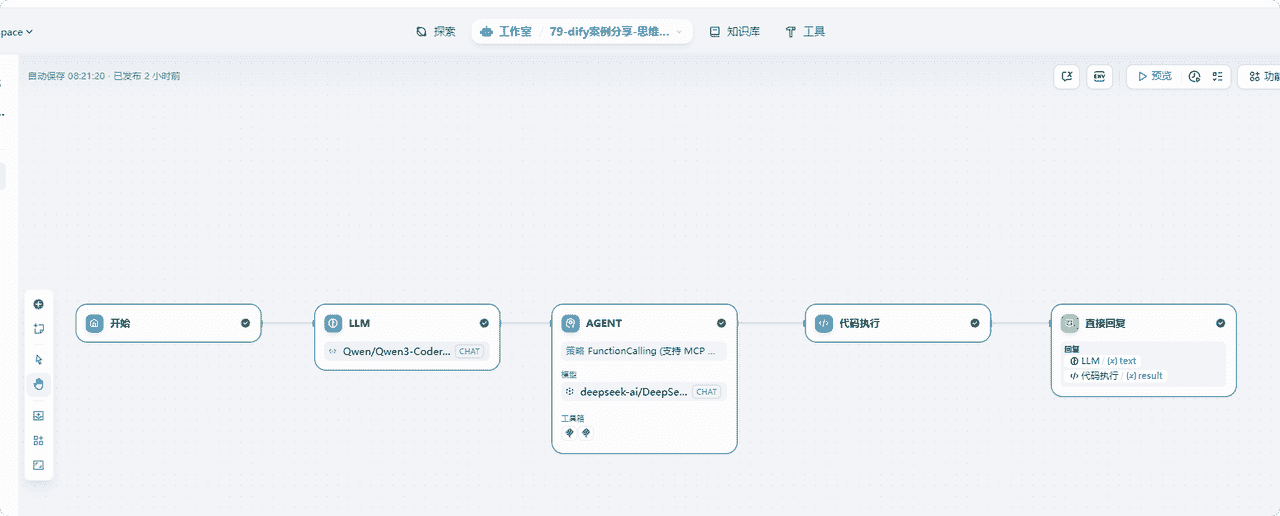 pace
探索
工作室 / 79-dify案例分享-思维...
知识库
工具
自动保存 08:21:20 · 已发布 2 小时前
ENV
预览
功能
开始
LLM
Qwen/Qwen3-Coder... CHAT
AGENT
策略 FunctionCalling (支持 MCP ...
模型
deepseek-ai/DeepSe... CHAT
工具箱
代码执行
直接回复
回复
LLM / (x) text
代码执行 / (x) result